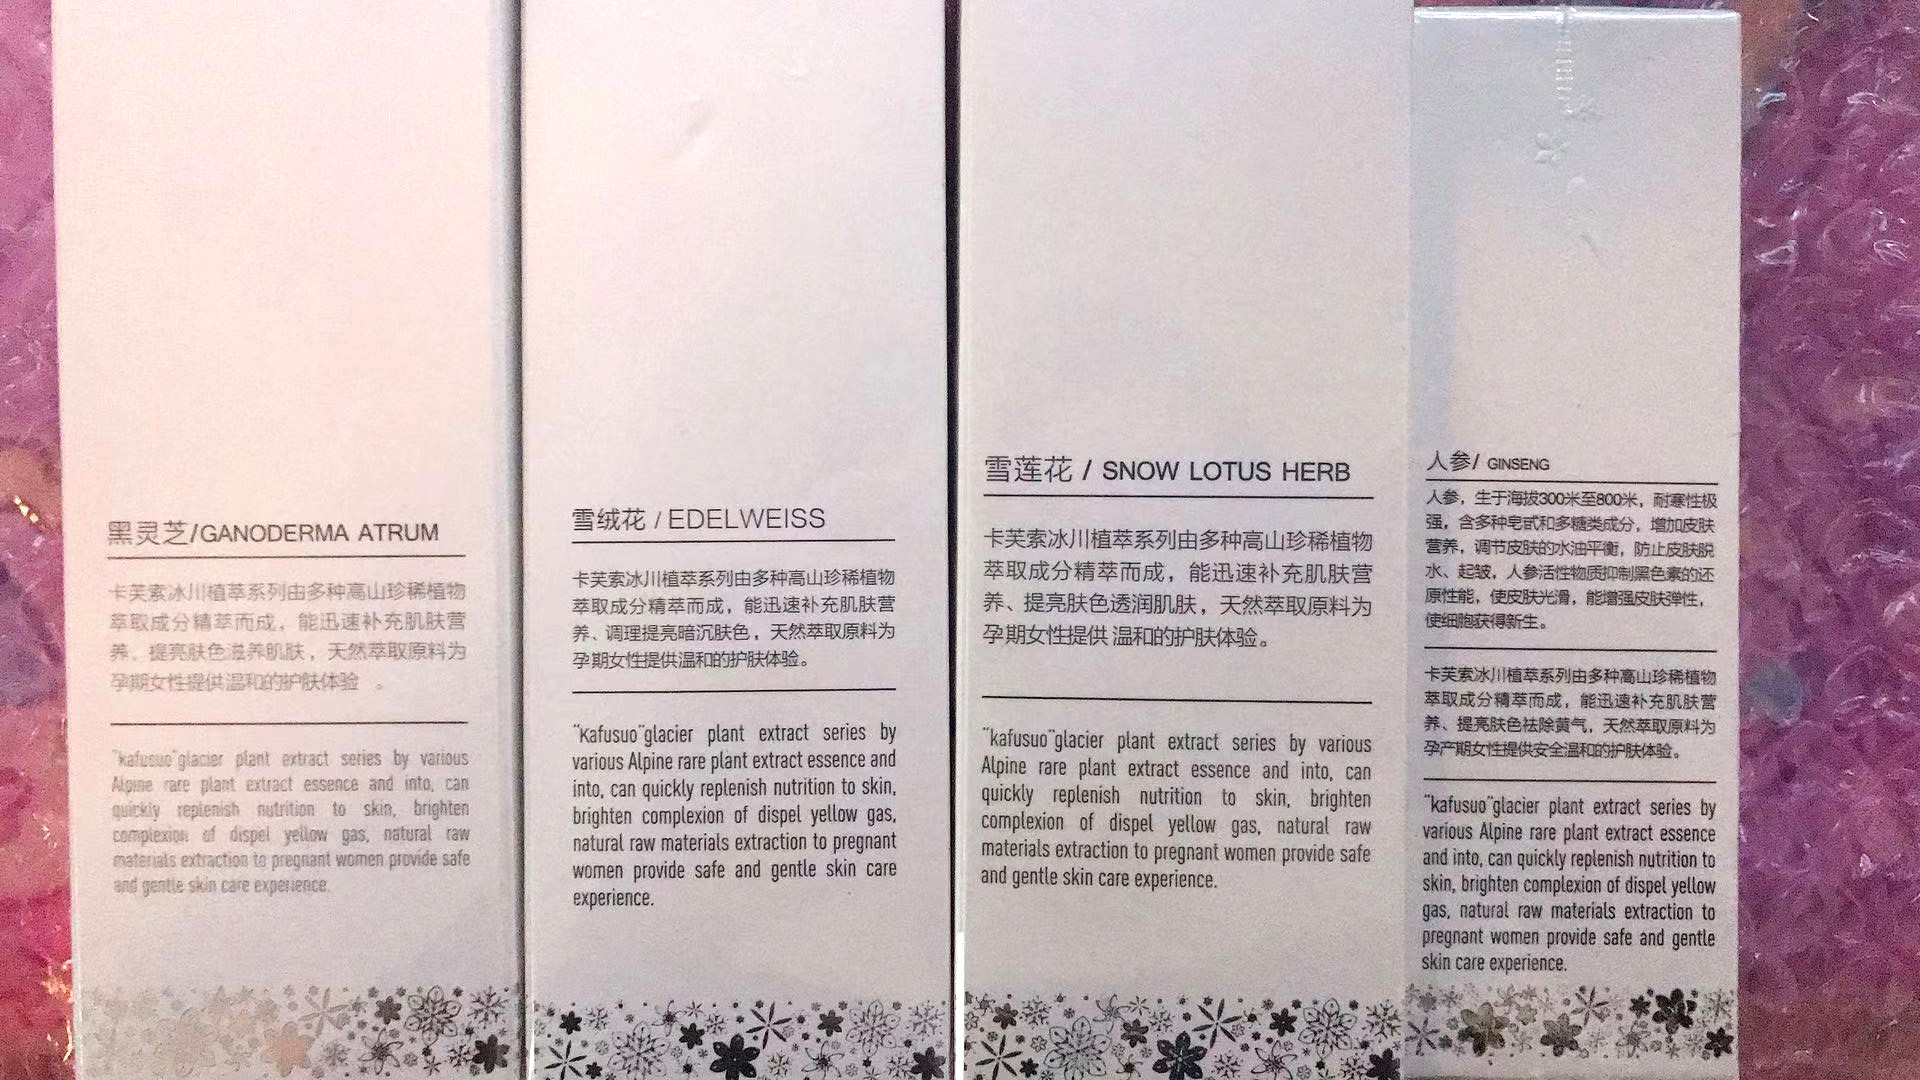 黑灵芝/GANODERMA ATRUM
卡芙索冰川植萃系列由多种高山珍稀植物
萃取成分精萃而成，能迅速补充肌肤营
养、提亮肤色滋养肌肤，天然萃取原料为
孕期女性提供温和的护肤体验 。
"kafusuo"glacier plant extract series by various
Alpine rare plant extract essence and into, can
quickly replenish nutrition to skin, brighten
complexion of dispel yellow gas, natural raw
materials extraction to pregnant women provide safe
and gentle skin care experience.
雪绒花 / EDELWEISS
卡芙索冰川植萃系列由多种高山珍稀植物
萃取成分精萃而成，能迅速补充肌肤营
养、调理提亮暗沉肤色，天然萃取原料为
孕期女性提供温和的护肤体验。
"kafusuo"glacier plant extract series by
various Alpine rare plant extract essence and
into, can quickly replenish nutrition to skin,
brighten complexion of dispel yellow gas,
natural raw materials extraction to pregnant
women provide safe and gentle skin care
experience.
雪莲花 / SNOW LOTUS HERB
卡芙索冰川植萃系列由多种高山珍稀植物
萃取成分精萃而成，能迅速补充肌肤营
养、提亮肤色透润肌肤，天然萃取原料为
孕期女性提供 温和的护肤体验。
"kafusuo"glacier plant extract series by various
Alpine rare plant extract essence and into, can
quickly replenish nutrition to skin, brighten
complexion of dispel yellow gas, natural raw
materials extraction to pregnant women provide safe
and gentle skin care experience.
人参/ GINSENG
人参，生于海拔300米至800米，耐寒性极
强，含多种皂甙和多糖类成分，增加皮肤
营养，调节皮肤的水油平衡，防止皮肤脱
水、起皱，人参活性物质抑制黑色素的还
原性能，使皮肤光滑，能增强皮肤弹性，
使细胞获得新生。
卡芙索冰川植萃系列由多种高山珍稀植物
萃取成分精萃而成，能迅速补充肌肤营
养、提亮肤色祛除黄气，天然萃取原料为
孕产期女性提供安全温和的护肤体验。
"kafusuo"glacier plant extract series by
various Alpine rare plant extract essence
and into, can quickly replenish nutrition to
skin, brighten complexion of dispel yellow
gas, natural raw materials extraction to
pregnant women provide safe and gentle
skin care experience.